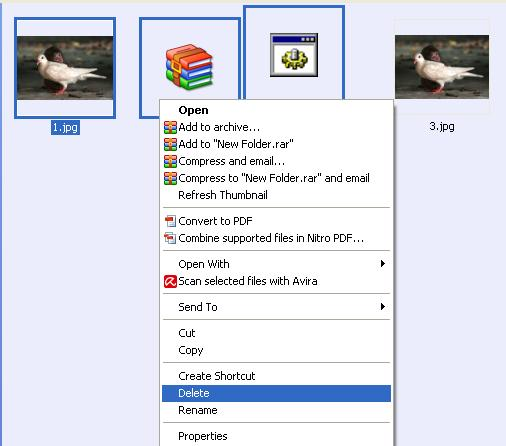 1.jpg
3.jpg
Open
Add to archive...
Add to "New Folder.rar"
Compress and email...
Compress to "New Folder.rar" and email
Refresh Thumbnail
Convert to PDF
Combine supported files in Nitro PDF...
Open With
Scan selected files with Avira
Send To
Cut
Copy
Create Shortcut
Delete
Rename
Properties